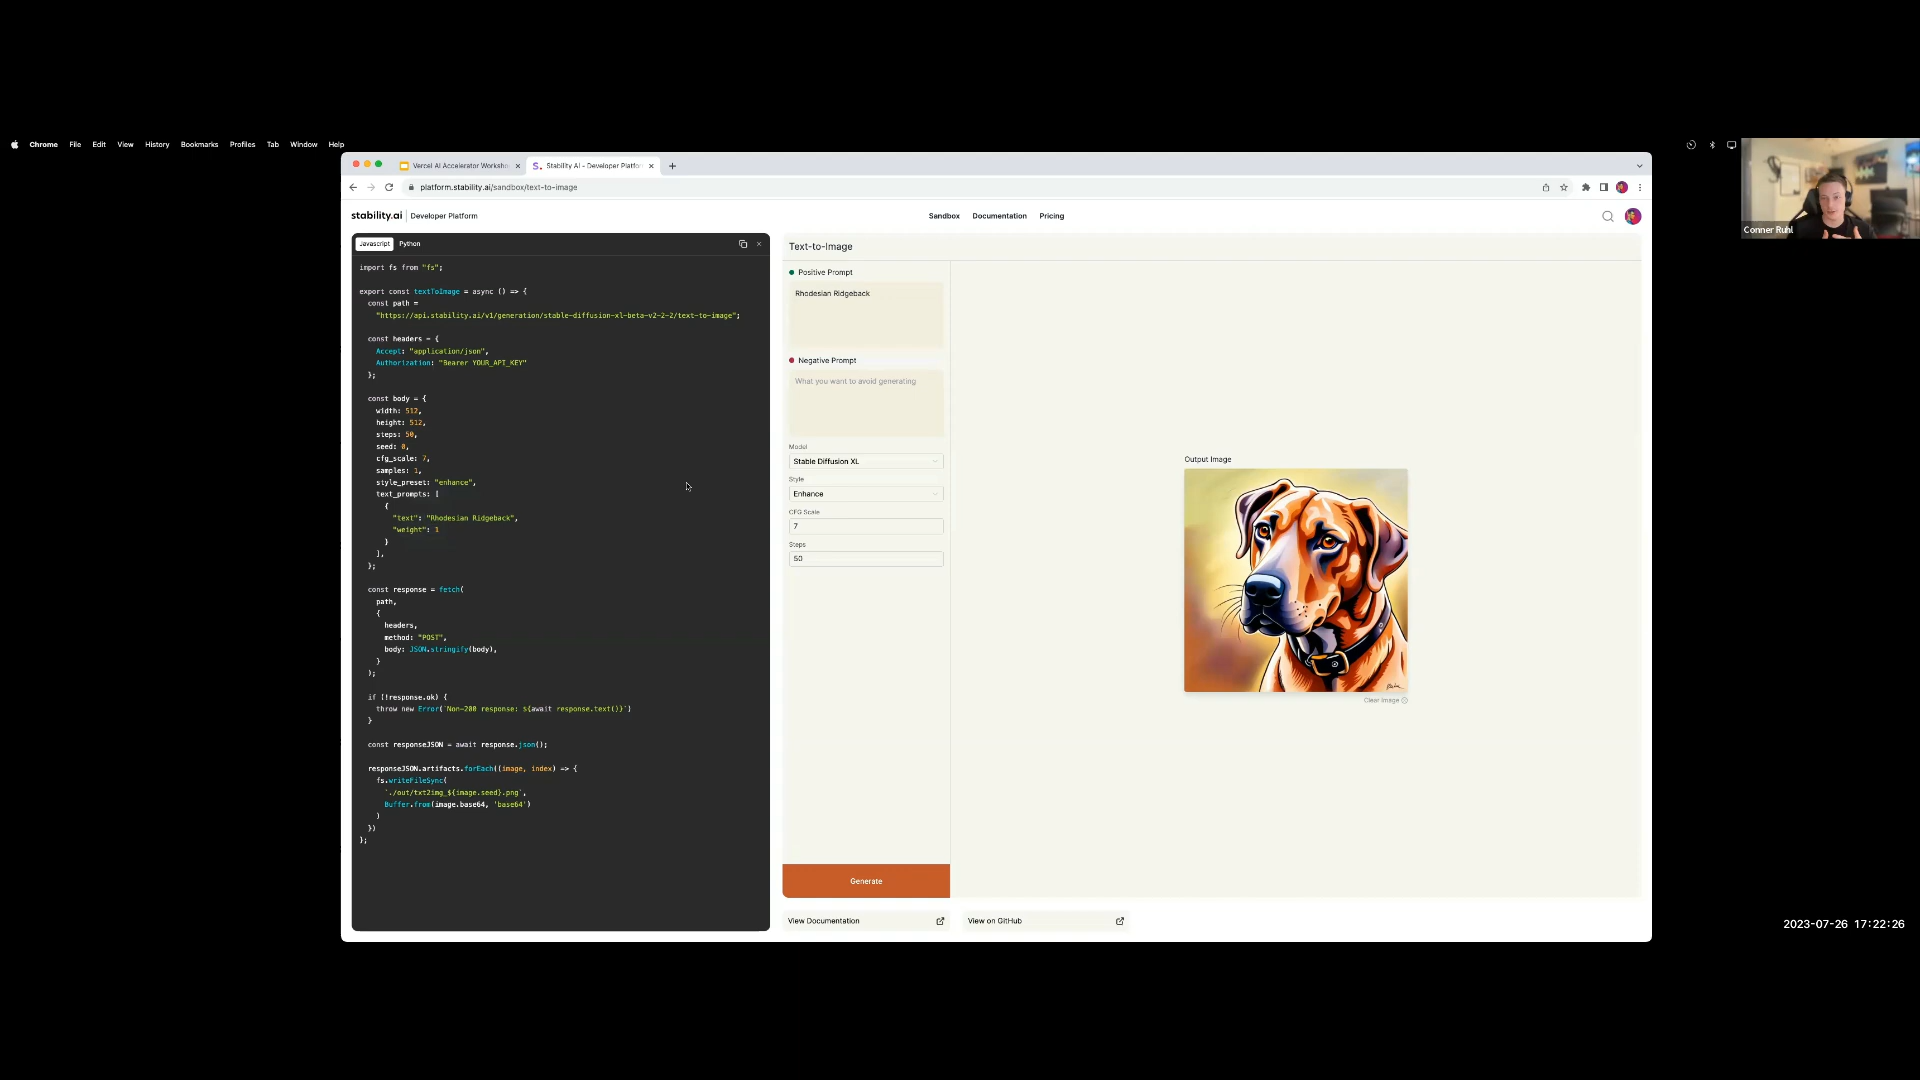 Chrome File Edit View History Bookmarks Profiles Tab Window Help
Vercel AI Accelerator Worksho
Stability AI - Developer Platfor
platform.stability.ai/sandbox/text-to-image
stability.ai Developer Platform
Sandbox Documentation Pricing
Conner Ruhl
Javascript Python
import fs from "fs";
export const textToImage = async () => {
const path =
"https://api.stability.ai/v1/generation/stable-diffusion-xl-beta-v2-2-2/text-to-image";
const headers = {
Accept: "application/json",
Authorization: "Bearer YOUR_API_KEY"
};
const body = {
width: 512,
height: 512,
steps: 50,
seed: 0,
cfg_scale: 7,
samples: 1,
style_preset: "enhance",
text_prompts: [
{
"text": "Rhodesian Ridgeback",
"weight": 1
}
],
};
const response = fetch(
path,
{
headers,
method: "POST",
body: JSON.stringify(body),
}
);
if (!response.ok) {
throw new Error(`Non-200 response: ${await response.text()}`)
}
const responseJSON = await response.json();
responseJSON.artifacts.forEach((image, index) => {
fs.writeFileSync(
`./out/txt2img_${image.seed}.png`,
Buffer.from(image.base64, 'base64')
)
})
};
Text-to-Image
Positive Prompt
Rhodesian Ridgeback
Negative Prompt
What you want to avoid generating
Model
Stable Diffusion XL
Style
Enhance
CFG Scale
7
Steps
50
Generate
Output Image
Clear Image
View Documentation
View on GitHub
2023-07-26 17:22:26